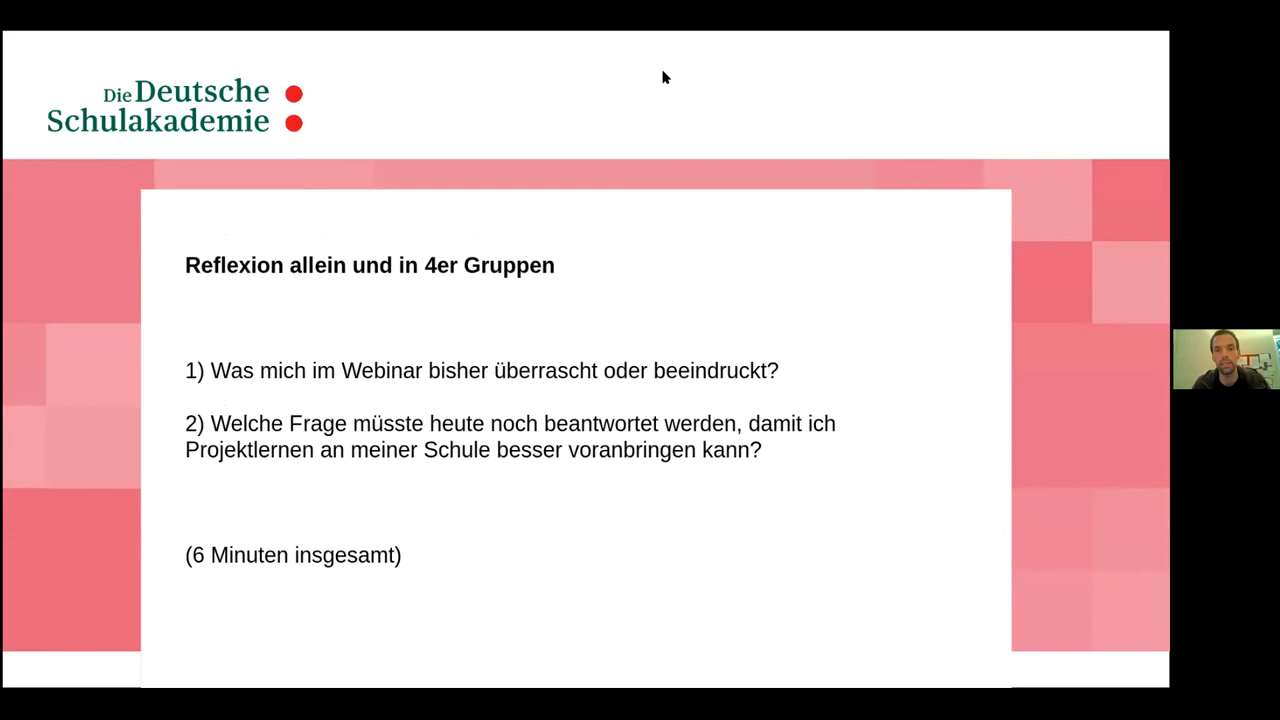 Die Deutsche
Schulakademie
Reflexion allein und in 4er Gruppen
1) Was mich im Webinar bisher überrascht oder beeindruckt?
2) Welche Frage müsste heute noch beantwortet werden, damit ich
Projektlernen an meiner Schule besser voranbringen kann?
(6 Minuten insgesamt)